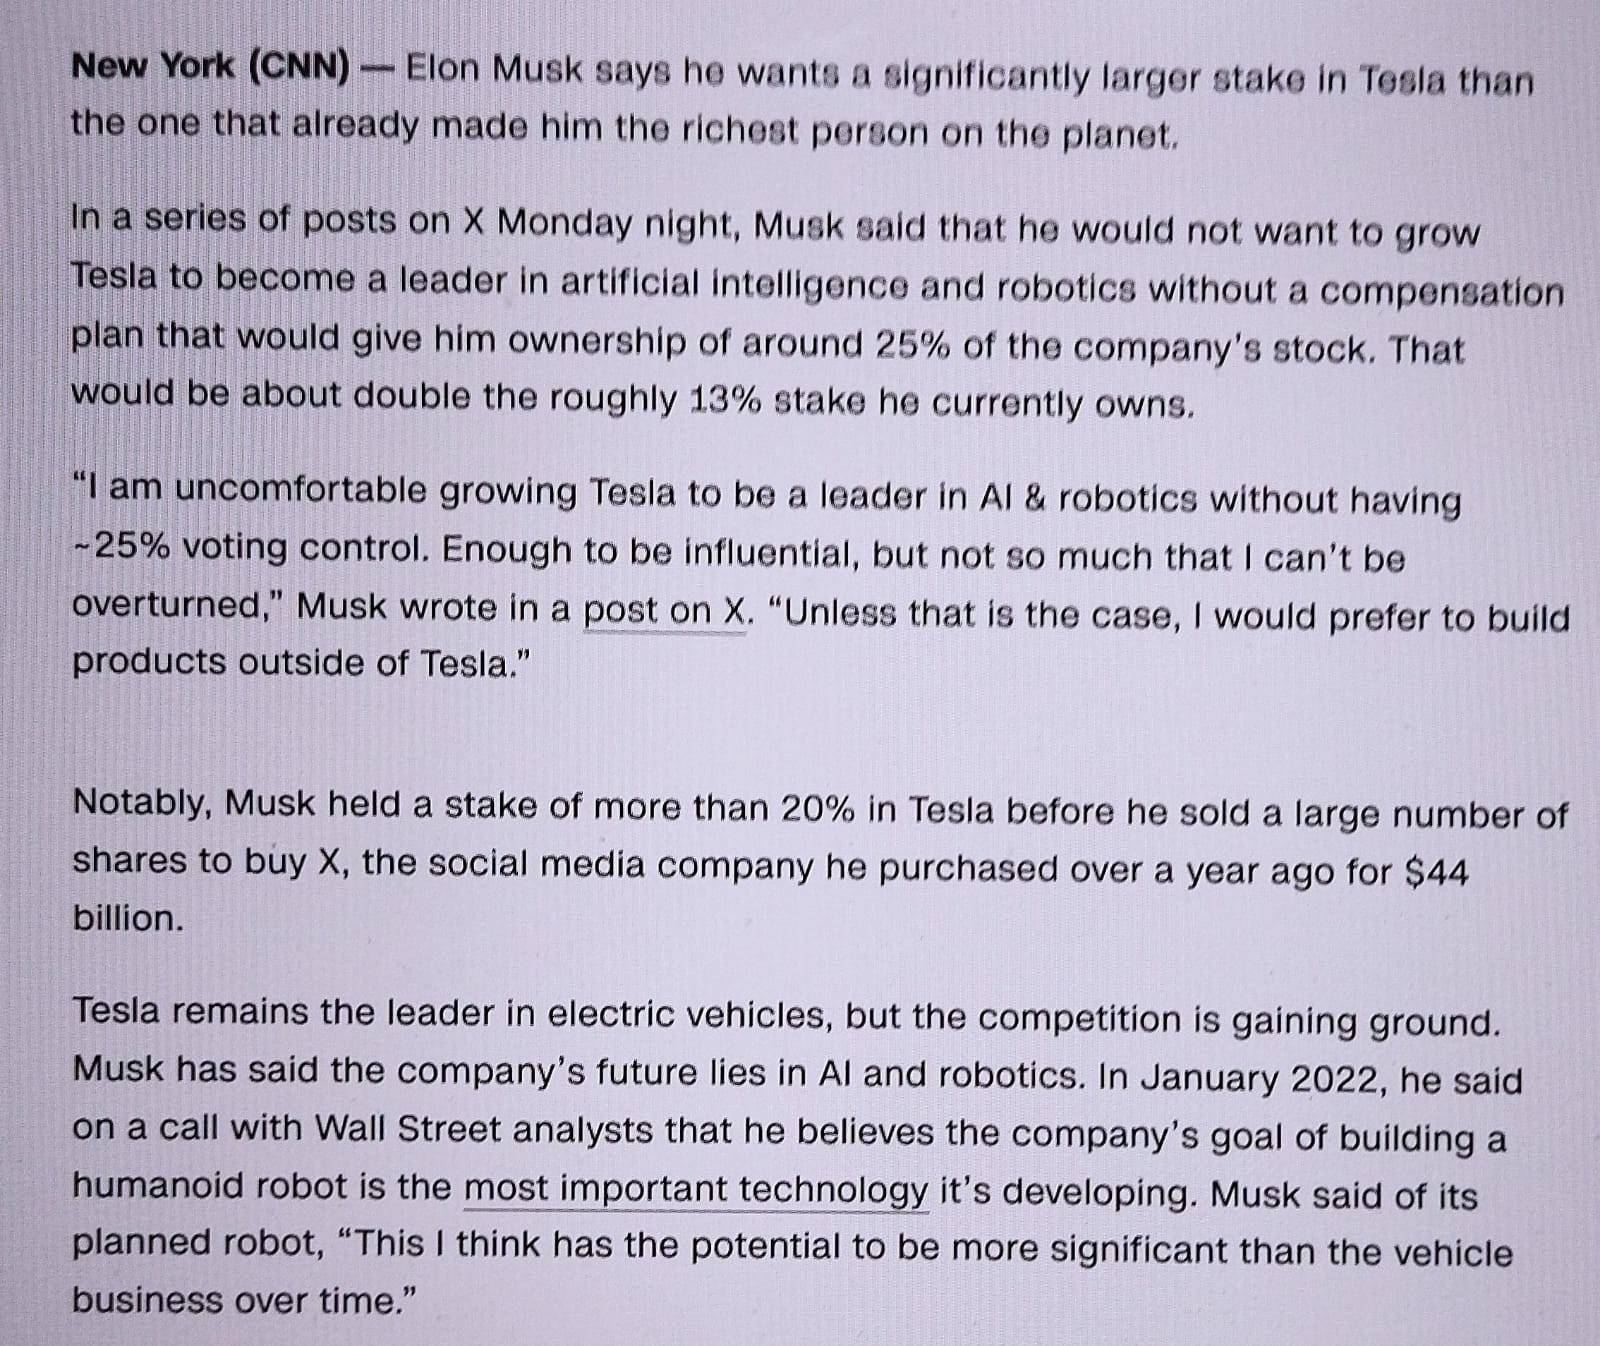 New York (CNN) — Elon Musk says he wants a significantly larger stake in Tesla than
the one that already made him the richest person on the planet.
In a series of posts on X Monday night, Musk said that he would not want to grow
Tesla to become a leader in artificial intelligence and robotics without a compensation
plan that would give him ownership of around 25% of the company’s stock. That
would be about double the roughly 13% stake he currently owns.
“I am uncomfortable growing Tesla to be a leader in AI & robotics without having
~25% voting control. Enough to be influential, but not so much that I can’t be
overturned,” Musk wrote in a post on X. “Unless that is the case, I would prefer to build
products outside of Tesla.”
Notably, Musk held a stake of more than 20% in Tesla before he sold a large number of
shares to buy X, the social media company he purchased over a year ago for $44
billion.
Tesla remains the leader in electric vehicles, but the competition is gaining ground.
Musk has said the company’s future lies in AI and robotics. In January 2022, he said
on a call with Wall Street analysts that he believes the company’s goal of building a
humanoid robot is the most important technology it’s developing. Musk said of its
planned robot, “This I think has the potential to be more significant than the vehicle
business over time.”